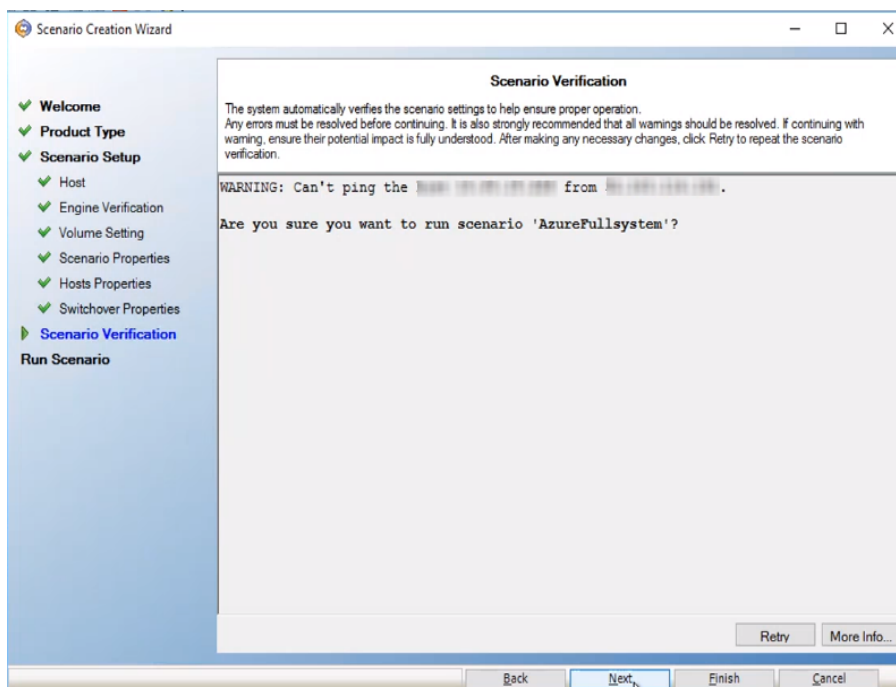 Scenario Creation Wizard
Welcome
Product Type
Scenario Setup
Host
Engine Verification
Volume Setting
Scenario Properties
Hosts Properties
Switchover Properties
Scenario Verification
Run Scenario
Scenario Verification
The system automatically verifies the scenario settings to help ensure proper operation.
Any errors must be resolved before continuing. It is also strongly recommended that all warnings should be resolved. If continuing with
warning, ensure their potential impact is fully understood. After making any necessary changes, click Retry to repeat the scenario
verification.
WARNING: Can't ping the from .
Are you sure you want to run scenario 'AzureFullsystem'?
Retry
More Info...
Back
Next
Finish
Cancel